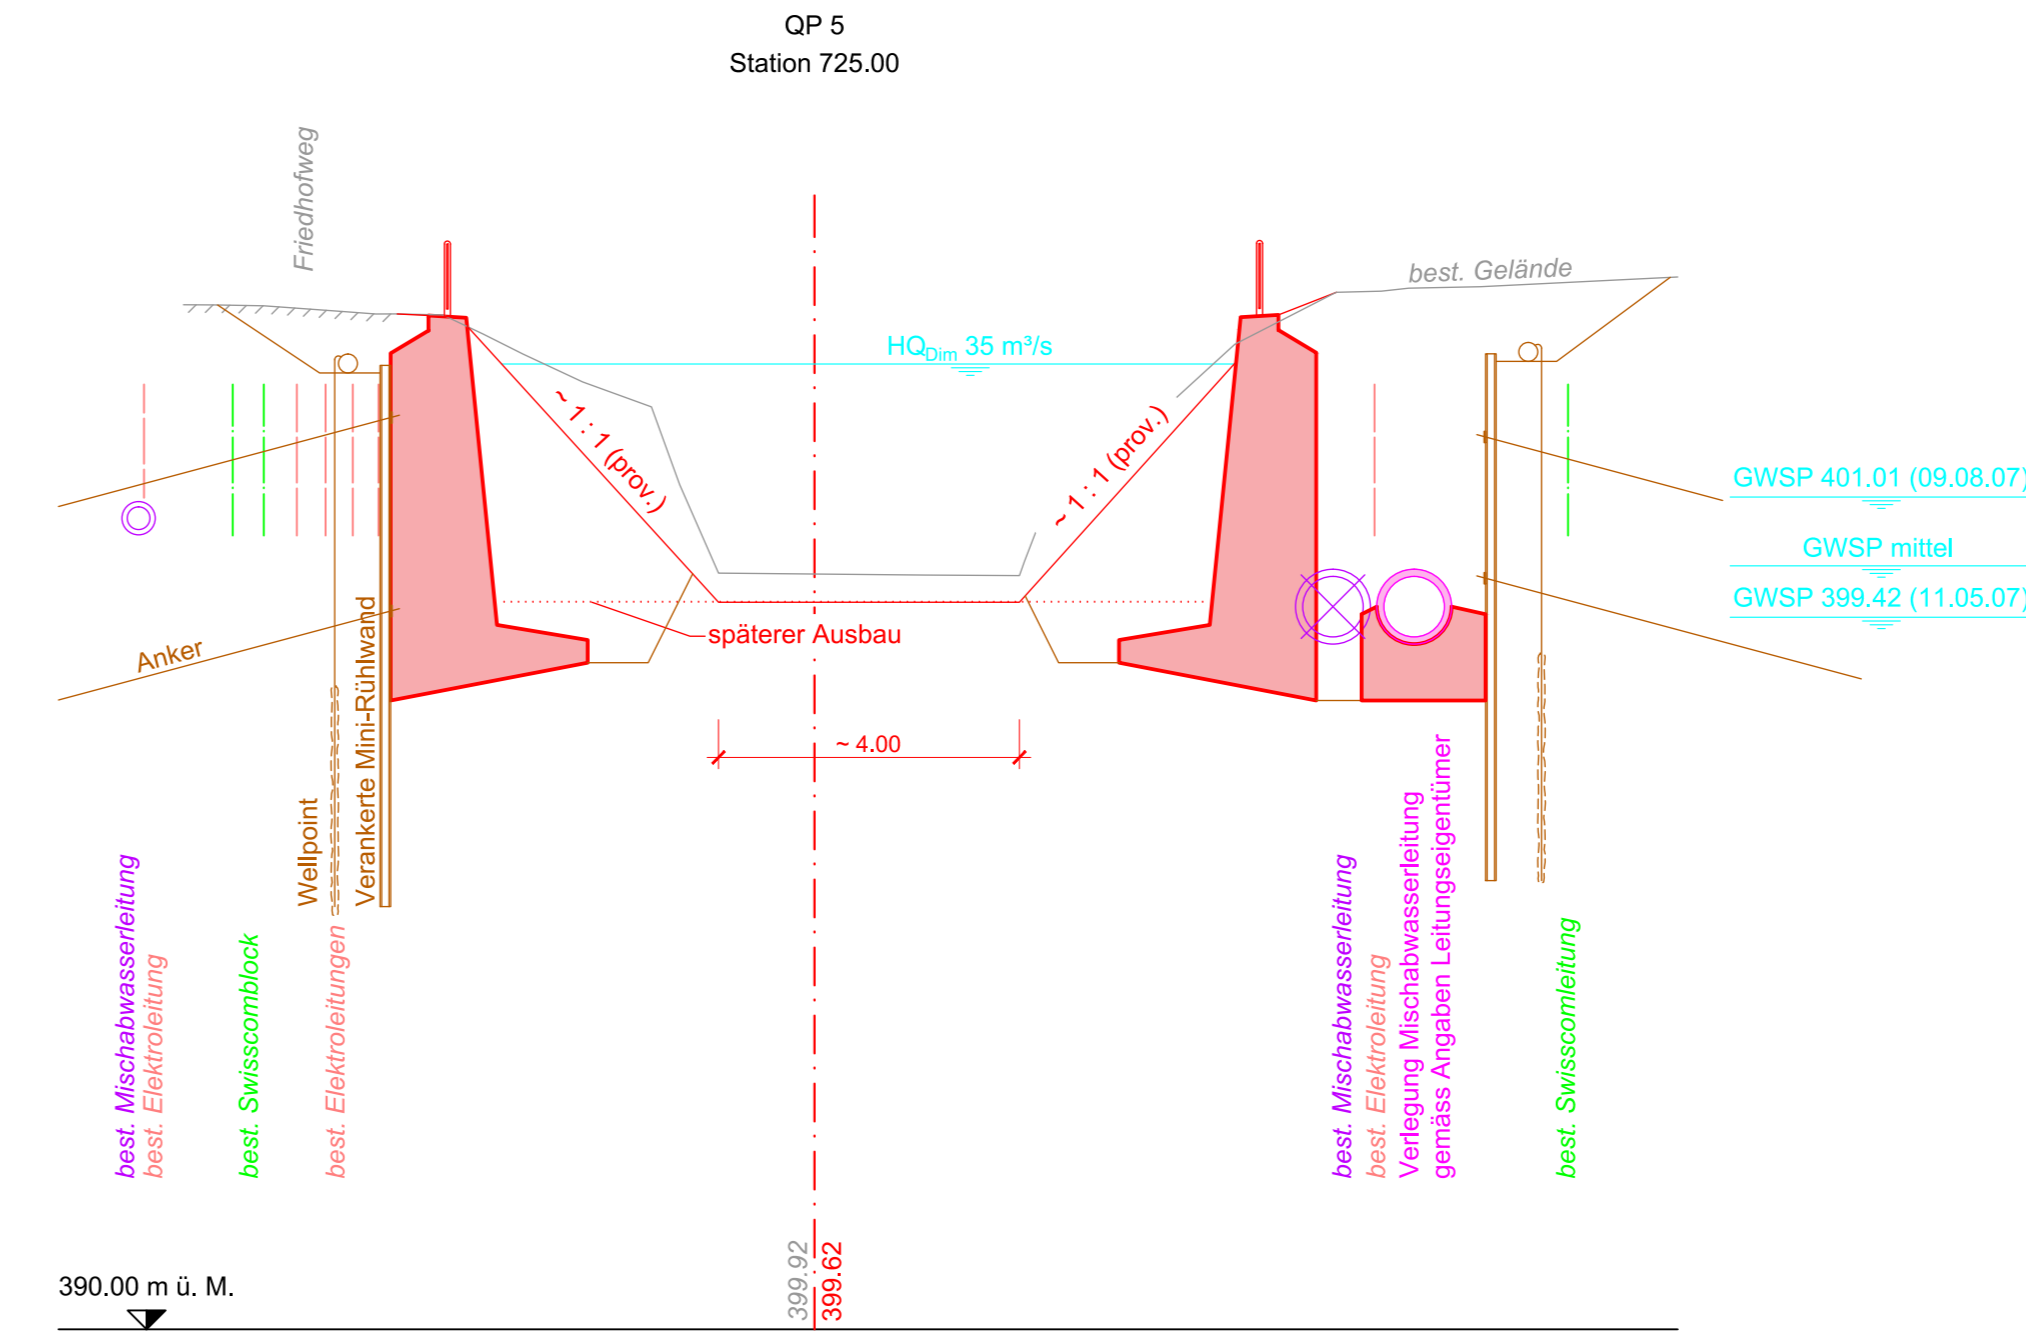 QP 5
Station 725.00
Friedhofweg
best. Gelände
HQDim 35 m³/s
~ 1 : 1 (prov.)
~ 1 : 1 (prov.)
GWSP 401.01 (09.08.07)
GWSP mittel
GWSP 399.42 (11.05.07)
späterer Ausbau
Anker
~ 4.00
Wellpoint
Verankerte Mini-Rühlwand
best. Mischabwasserleitung
best. Elektroleitung
best. Swisscomblock
best. Elektroleitungen
best. Mischabwasserleitung
best. Elektroleitung
Verlegung Mischabwasserleitung
gemäss Angaben Leitungseigentümer
best. Swisscomleitung
399.92
399.62
390.00 m ü. M.